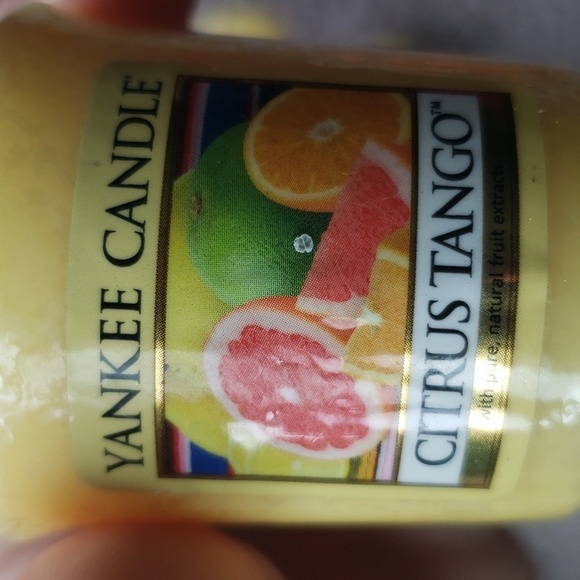 YANKEE CANDLE
CITRUS TANGO™
with pure, natural fruit extracts